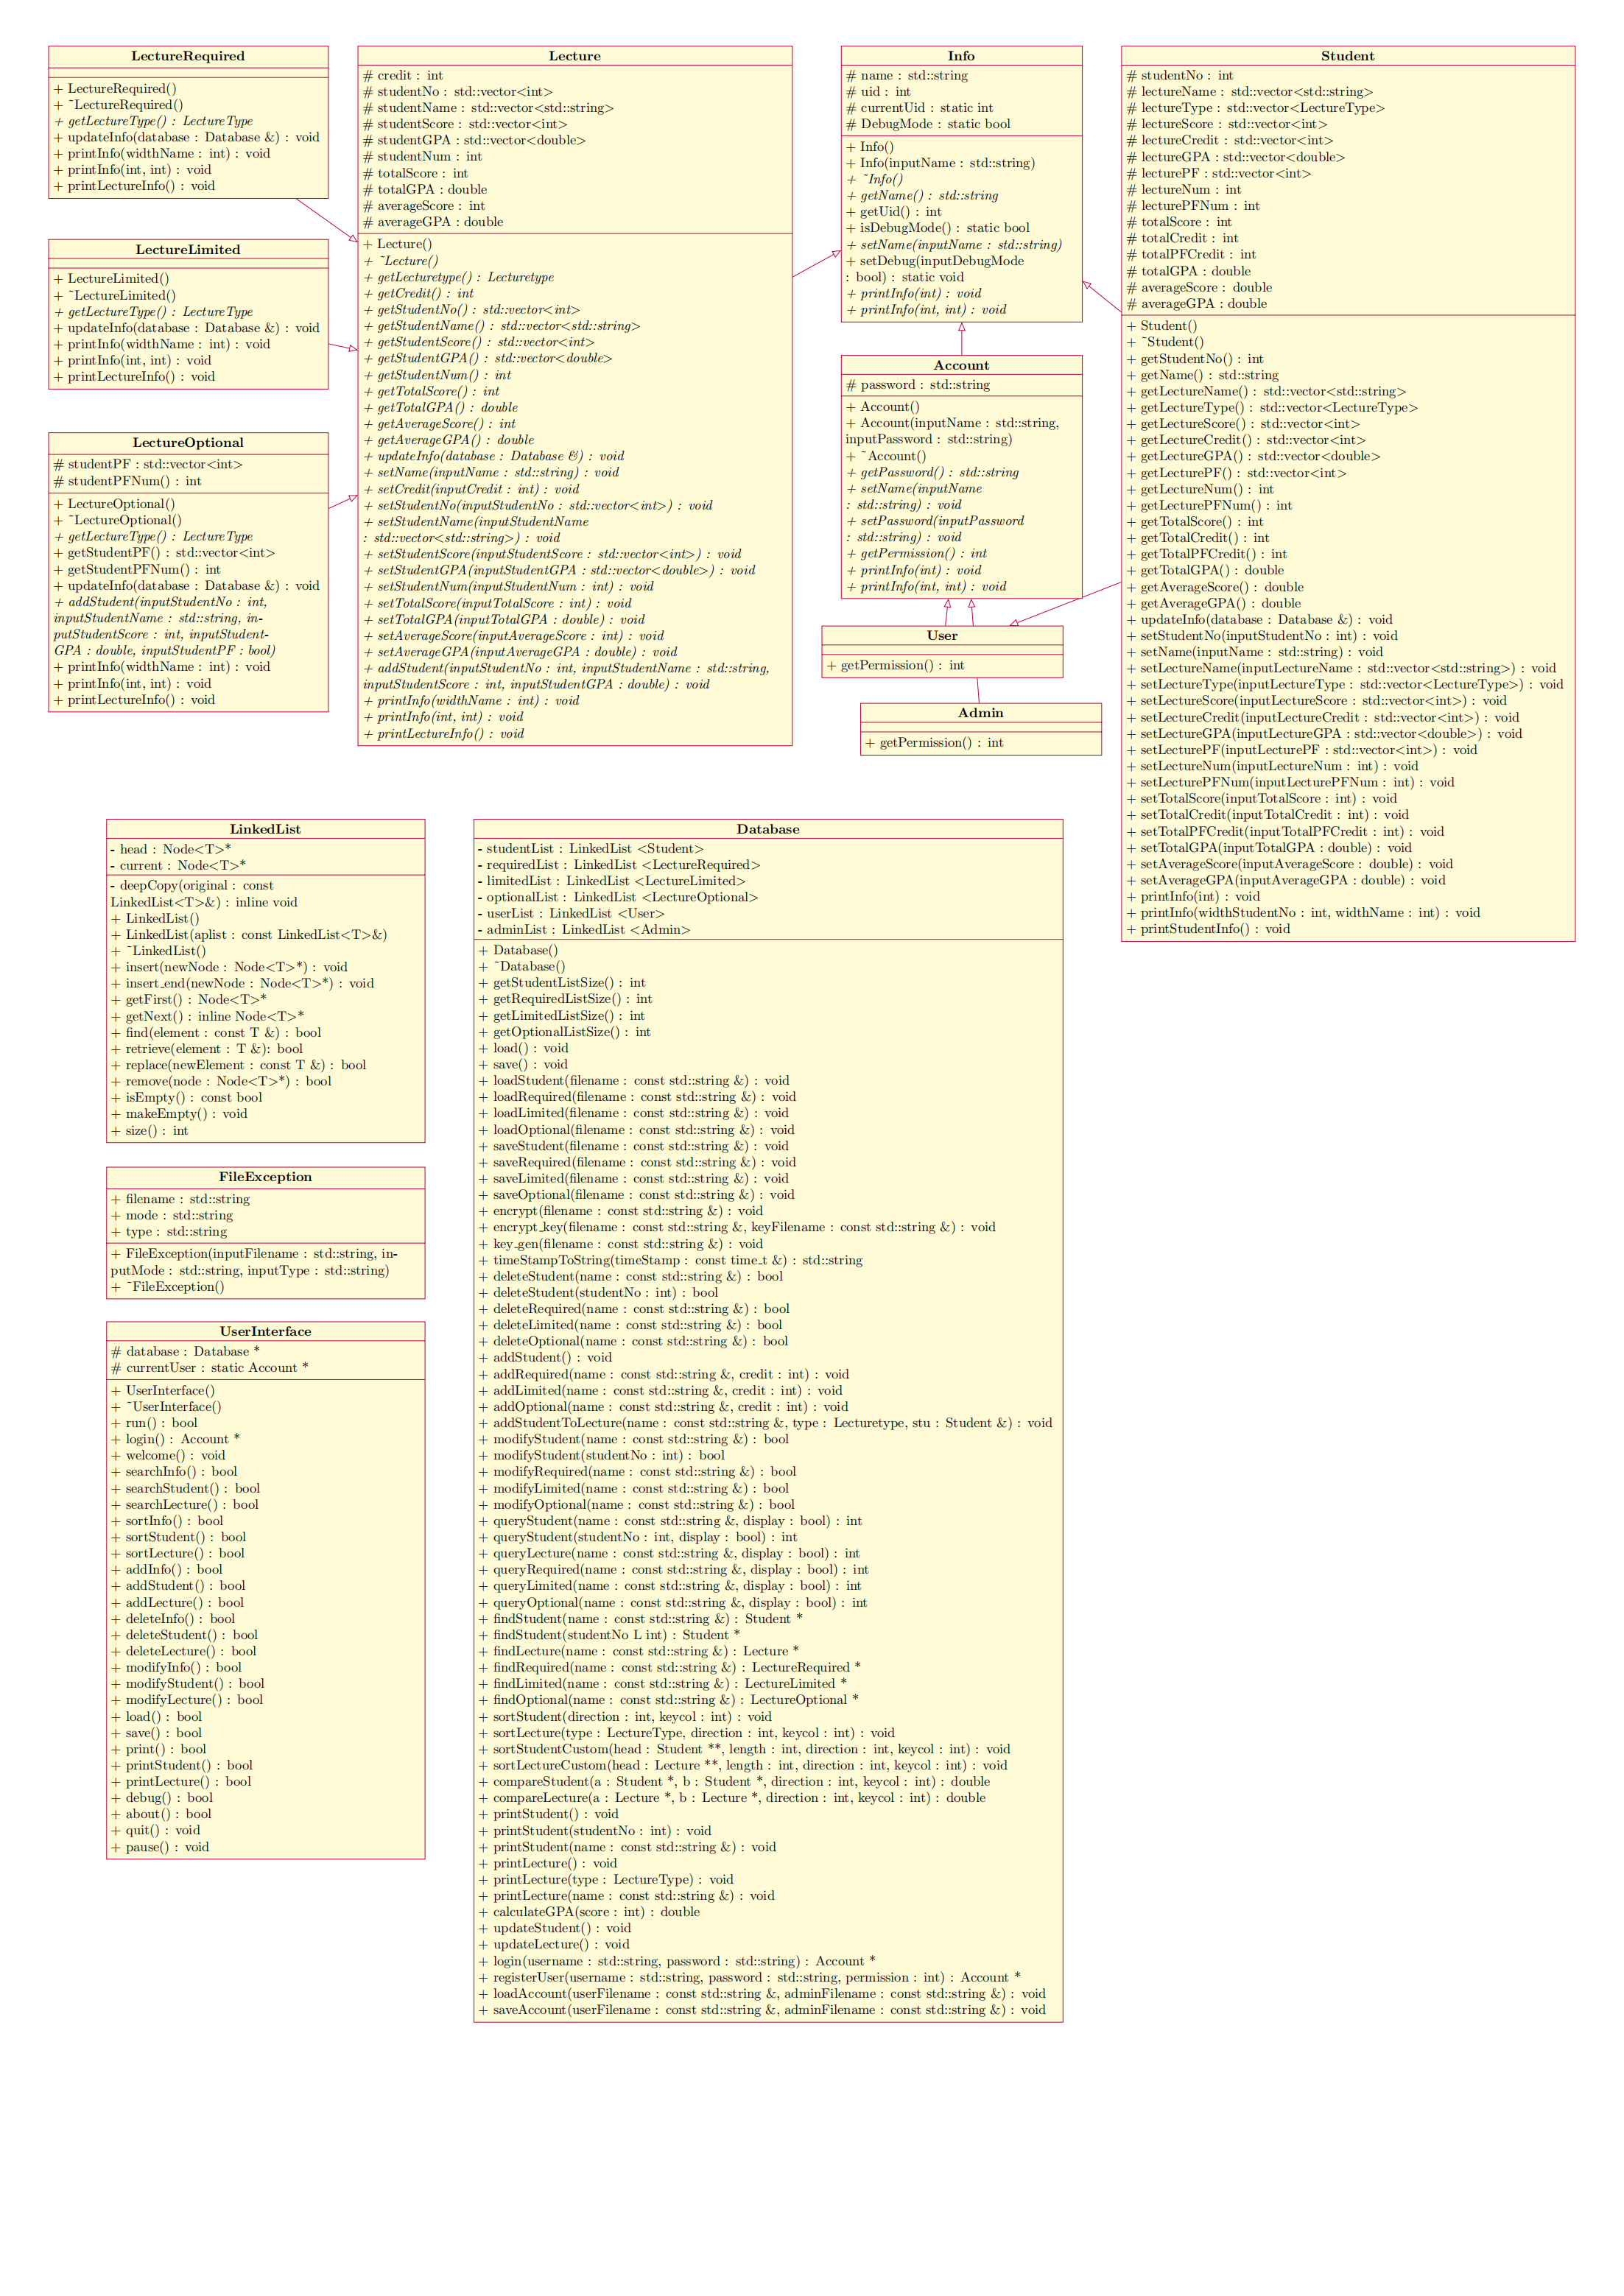 LectureRequired
+ LectureRequired()
+ ~LectureRequired()
+ getLectureType() : LectureType
+ updateInfo(database : Database &) : void
+ printInfo(widthName : int) : void
+ printInfo(int, int) : void
+ printLectureInfo() : void
LectureLimited
+ LectureLimited()
+ ~LectureLimited()
+ getLectureType() : LectureType
+ updateInfo(database : Database &) : void
+ printInfo(widthName : int) : void
+ printInfo(int, int) : void
+ printLectureInfo() : void
LectureOptional
# studentPF : std::vector<int>
# studentPFNum() : int
+ LectureOptional()
+ ~LectureOptional()
+ getLectureType() : LectureType
+ getStudentPF() : std::vector<int>
+ getStudentPFNum() : int
+ updateInfo(database : Database &) : void
+ addStudent(inputStudentNo : int,
inputStudentName : std::string, in-
putStudentScore : int, inputStudent-
GPA : double, inputStudentPF : bool)
+ printInfo(widthName : int) : void
+ printInfo(int, int) : void
+ printLectureInfo() : void
Lecture
# credit : int
# studentNo : std::vector<int>
# studentName : std::vector<std::string>
# studentScore : std::vector<int>
# studentGPA : std::vector<double>
# studentNum : int
# totalScore : int
# totalGPA : double
# averageScore : int
# averageGPA : double
+ Lecture()
+ ~Lecture()
+ getLecturetype() : Lecturetype
+ getCredit() : int
+ getStudentNo() : std::vector<int>
+ getStudentName() : std::vector<std::string>
+ getStudentScore() : std::vector<int>
+ getStudentGPA() : std::vector<double>
+ getStudentNum() : int
+ getTotalScore() : int
+ getTotalGPA() : double
+ getAverageScore() : int
+ getAverageGPA() : double
+ updateInfo(database : Database &) : void
+ setName(inputName : std::string) : void
+ setCredit(inputCredit : int) : void
+ setStudentNo(inputStudentNo : std::vector<int>) : void
+ setStudentName(inputStudentName
: std::vector<std::string>) : void
+ setStudentScore(inputStudentScore : std::vector<int>) : void
+ setStudentGPA(inputStudentGPA : std::vector<double>) : void
+ setStudentNum(inputStudentNum : int) : void
+ setTotalScore(inputTotalScore : int) : void
+ setTotalGPA(inputTotalGPA : double) : void
+ setAverageScore(inputAverageScore : int) : void
+ setAverageGPA(inputAverageGPA : double) : void
+ addStudent(inputStudentNo : int, inputStudentName : std::string,
inputStudentScore : int, inputStudentGPA : double) : void
+ printInfo(widthName : int) : void
+ printInfo(int, int) : void
+ printLectureInfo() : void
Info
# name : std::string
# uid : int
# currentUid : static int
# DebugMode : static bool
+ Info()
+ Info(inputName : std::string)
+ ~Info()
+ getName() : std::string
+ getUid() : int
+ isDebugMode() : static bool
+ setName(inputName : std::string)
+ setDebug(inputDebugMode
: bool) : static void
+ printInfo(int) : void
+ printInfo(int, int) : void
Account
# password : std::string
+ Account()
+ Account(inputName : std::string,
inputPassword : std::string)
+ ~Account()
+ getPassword() : std::string
+ setName(inputName
: std::string) : void
+ setPassword(inputPassword
: std::string) : void
+ getPermission() : int
+ printInfo(int) : void
+ printInfo(int, int) : void
User
+ getPermission() : int
Admin
+ getPermission() : int
Student
# studentNo : int
# lectureName : std::vector<std::string>
# lectureType : std::vector<LectureType>
# lectureScore : std::vector<int>
# lectureCredit : std::vector<int>
# lectureGPA : std::vector<double>
# lecturePF : std::vector<int>
# lectureNum : int
# lecturePFNum : int
# totalScore : int
# totalCredit : int
# totalPFCredit : int
# totalGPA : double
# averageScore : double
# averageGPA : double
+ Student()
+ ~Student()
+ getStudentNo() : int
+ getName() : std::string
+ getLectureName() : std::vector<std::string>
+ getLectureType() : std::vector<LectureType>
+ getLectureScore() : std::vector<int>
+ getLectureCredit() : std::vector<int>
+ getLectureGPA() : std::vector<double>
+ getLecturePF() : std::vector<int>
+ getLectureNum() : int
+ getLecturePFNum() : int
+ getTotalScore() : int
+ getTotalCredit() : int
+ getTotalPFCredit() : int
+ getTotalGPA() : double
+ getAverageScore() : double
+ getAverageGPA() : double
+ updateInfo(database : Database &) : void
+ setStudentNo(inputStudentNo : int) : void
+ setName(inputName : std::string) : void
+ setLectureName(inputLectureName : std::vector<std::string>) : void
+ setLectureType(inputLectureType : std::vector<LectureType>) : void
+ setLectureScore(inputLectureScore : std::vector<int>) : void
+ setLectureCredit(inputLectureCredit : std::vector<int>) : void
+ setLectureGPA(inputLectureGPA : std::vector<double>) : void
+ setLecturePF(inputLecturePF : std::vector<int>) : void
+ setLectureNum(inputLectureNum : int) : void
+ setLecturePFNum(inputLecturePFNum : int) : void
+ setTotalScore(inputTotalScore : int) : void
+ setTotalCredit(inputTotalCredit : int) : void
+ setTotalPFCredit(inputTotalPFCredit : int) : void
+ setTotalGPA(inputTotalGPA : double) : void
+ setAverageScore(inputAverageScore : double) : void
+ setAverageGPA(inputAverageGPA : double) : void
+ printInfo(int) : void
+ printInfo(widthStudentNo : int, widthName : int) : void
+ printStudentInfo() : void
LinkedList
- head : Node<T>*
- current : Node<T>*
- deepCopy(original : const
LinkedList<T>&) : inline void
+ LinkedList()
+ LinkedList(aplist : const LinkedList<T>&)
+ ~LinkedList()
+ insert(newNode : Node<T>*) : void
+ insert_end(newNode : Node<T>*) : void
+ getFirst() : Node<T>*
+ getNext() : inline Node<T>*
+ find(element : const T &) : bool
+ retrieve(element : T &): bool
+ replace(newElement : const T &) : bool
+ remove(node : Node<T>*) : bool
+ isEmpty() : const bool
+ makeEmpty() : void
+ size() : int
FileException
+ filename : std::string
+ mode : std::string
+ type : std::string
+ FileException(inputFilename : std::string, in-
putMode : std::string, inputType : std::string)
+ ~FileException()
UserInterface
# database : Database *
# currentUser : static Account *
+ UserInterface()
+ ~UserInterface()
+ run() : bool
+ login() : Account *
+ welcome() : void
+ searchInfo() : bool
+ searchStudent() : bool
+ searchLecture() : bool
+ sortInfo() : bool
+ sortStudent() : bool
+ sortLecture() : bool
+ addInfo() : bool
+ addStudent() : bool
+ addLecture() : bool
+ deleteInfo() : bool
+ deleteStudent() : bool
+ deleteLecture() : bool
+ modifyInfo() : bool
+ modifyStudent() : bool
+ modifyLecture() : bool
+ load() : bool
+ save() : bool
+ print() : bool
+ printStudent() : bool
+ printLecture() : bool
+ debug() : bool
+ about() : bool
+ quit() : void
+ pause() : void
Database
- studentList : LinkedList <Student>
- requiredList : LinkedList <LectureRequired>
- limitedList : LinkedList <LectureLimited>
- optionalList : LinkedList <LectureOptional>
- userList : LinkedList <User>
- adminList : LinkedList <Admin>
+ Database()
+ ~Database()
+ getStudentListSize() : int
+ getRequiredListSize() : int
+ getLimitedListSize() : int
+ getOptionalListSize() : int
+ load() : void
+ save() : void
+ loadStudent(filename : const std::string &) : void
+ loadRequired(filename : const std::string &) : void
+ loadLimited(filename : const std::string &) : void
+ loadOptional(filename : const std::string &) : void
+ saveStudent(filename : const std::string &) : void
+ saveRequired(filename : const std::string &) : void
+ saveLimited(filename : const std::string &) : void
+ saveOptional(filename : const std::string &) : void
+ encrypt(filename : const std::string &) : void
+ encrypt_key(filename : const std::string &, keyFilename : const std::string &) : void
+ key_gen(filename : const std::string &) : void
+ timeStampToString(timeStamp : const time_t &) : std::string
+ deleteStudent(name : const std::string &) : bool
+ deleteStudent(studentNo : int) : bool
+ deleteRequired(name : const std::string &) : bool
+ deleteLimited(name : const std::string &) : bool
+ deleteOptional(name : const std::string &) : bool
+ addStudent() : void
+ addRequired(name : const std::string &, credit : int) : void
+ addLimited(name : const std::string &, credit : int) : void
+ addOptional(name : const std::string &, credit : int) : void
+ addStudentToLecture(name : const std::string &, type : Lecturetype, stu : Student &) : void
+ modifyStudent(name : const std::string &) : bool
+ modifyStudent(studentNo : int) : bool
+ modifyRequired(name : const std::string &) : bool
+ modifyLimited(name : const std::string &) : bool
+ modifyOptional(name : const std::string &) : bool
+ queryStudent(name : const std::string &, display : bool) : int
+ queryStudent(studentNo : int, display : bool) : int
+ queryLecture(name : const std::string &, display : bool) : int
+ queryRequired(name : const std::string &, display : bool) : int
+ queryLimited(name : const std::string &, display : bool) : int
+ queryOptional(name : const std::string &, display : bool) : int
+ findStudent(name : const std::string &) : Student *
+ findStudent(studentNo L int) : Student *
+ findLecture(name : const std::string &) : Lecture *
+ findRequired(name : const std::string &) : LectureRequired *
+ findLimited(name : const std::string &) : LectureLimited *
+ findOptional(name : const std::string &) : LectureOptional *
+ sortStudent(direction : int, keycol : int) : void
+ sortLecture(type : LectureType, direction : int, keycol : int) : void
+ sortStudentCustom(head : Student **, length : int, direction : int, keycol : int) : void
+ sortLectureCustom(head : Lecture **, length : int, direction : int, keycol : int) : void
+ compareStudent(a : Student *, b : Student *, direction : int, keycol : int) : double
+ compareLecture(a : Lecture *, b : Lecture *, direction : int, keycol : int) : double
+ printStudent() : void
+ printStudent(studentNo : int) : void
+ printStudent(name : const std::string &) : void
+ printLecture() : void
+ printLecture(type : LectureType) : void
+ printLecture(name : const std::string &) : void
+ calculateGPA(score : int) : double
+ updateStudent() : void
+ updateLecture() : void
+ login(username : std::string, password : std::string) : Account *
+ registerUser(username : std::string, password : std::string, permission : int) : Account *
+ loadAccount(userFilename : const std::string &, adminFilename : const std::string &) : void
+ saveAccount(userFilename : const std::string &, adminFilename : const std::string &) : void